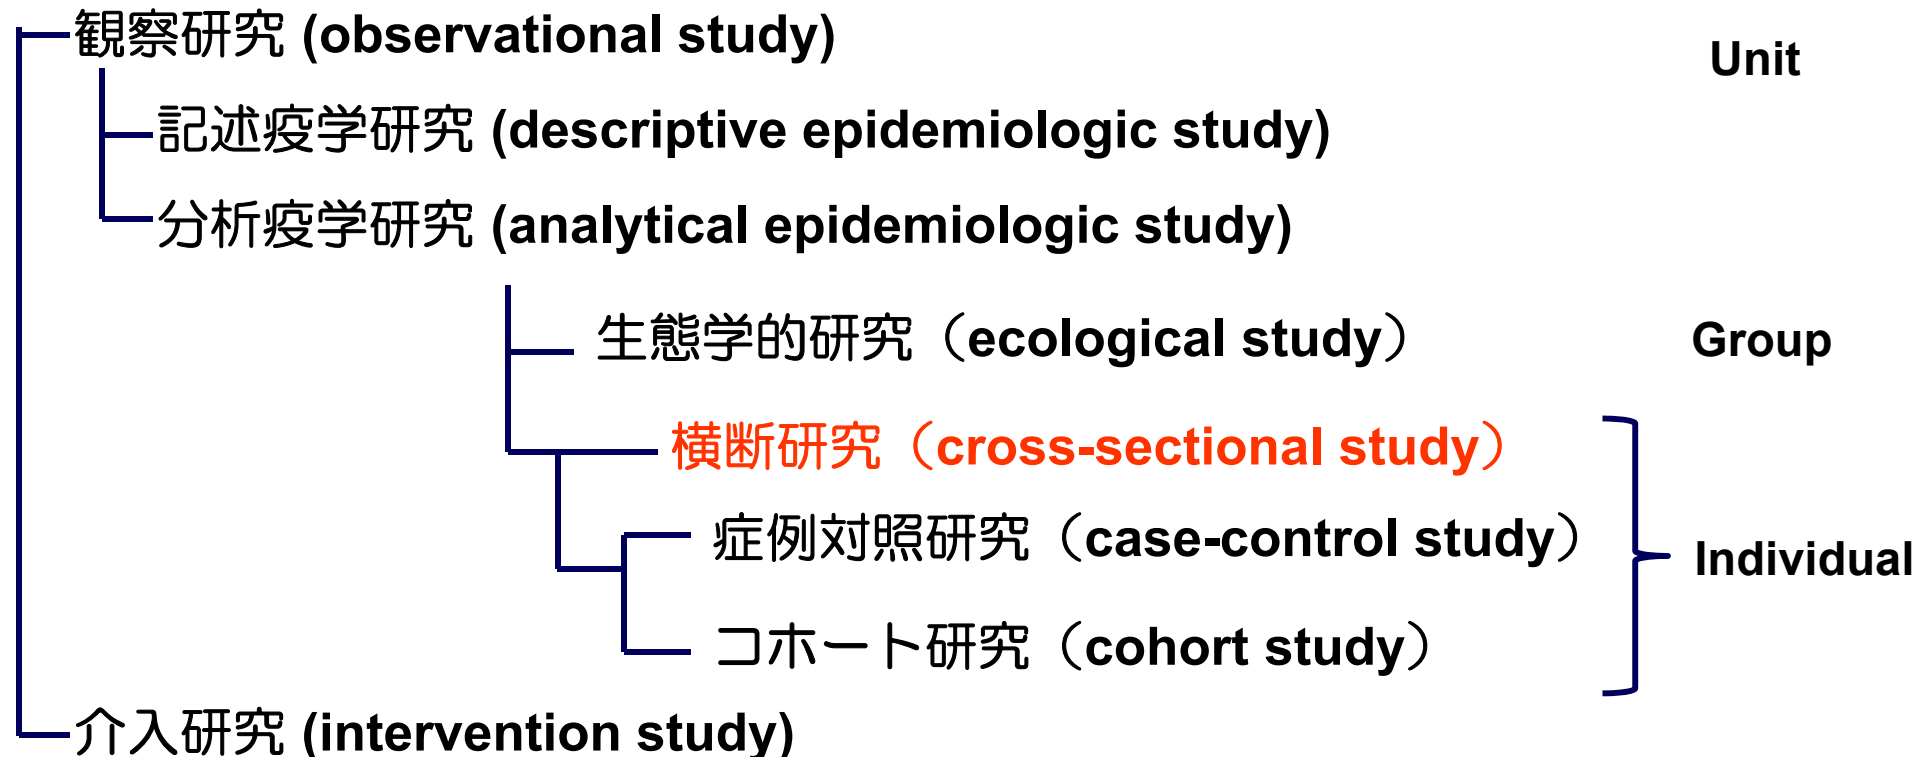 観察研究 (observational study)
Unit
記述疫学研究 (descriptive epidemiologic study)
分析疫学研究 (analytical epidemiologic study)
生態学的研究（ecological study）
Group
横断研究（cross-sectional study）
症例対照研究（case-control study）
Individual
コホート研究（cohort study）
介入研究 (intervention study)